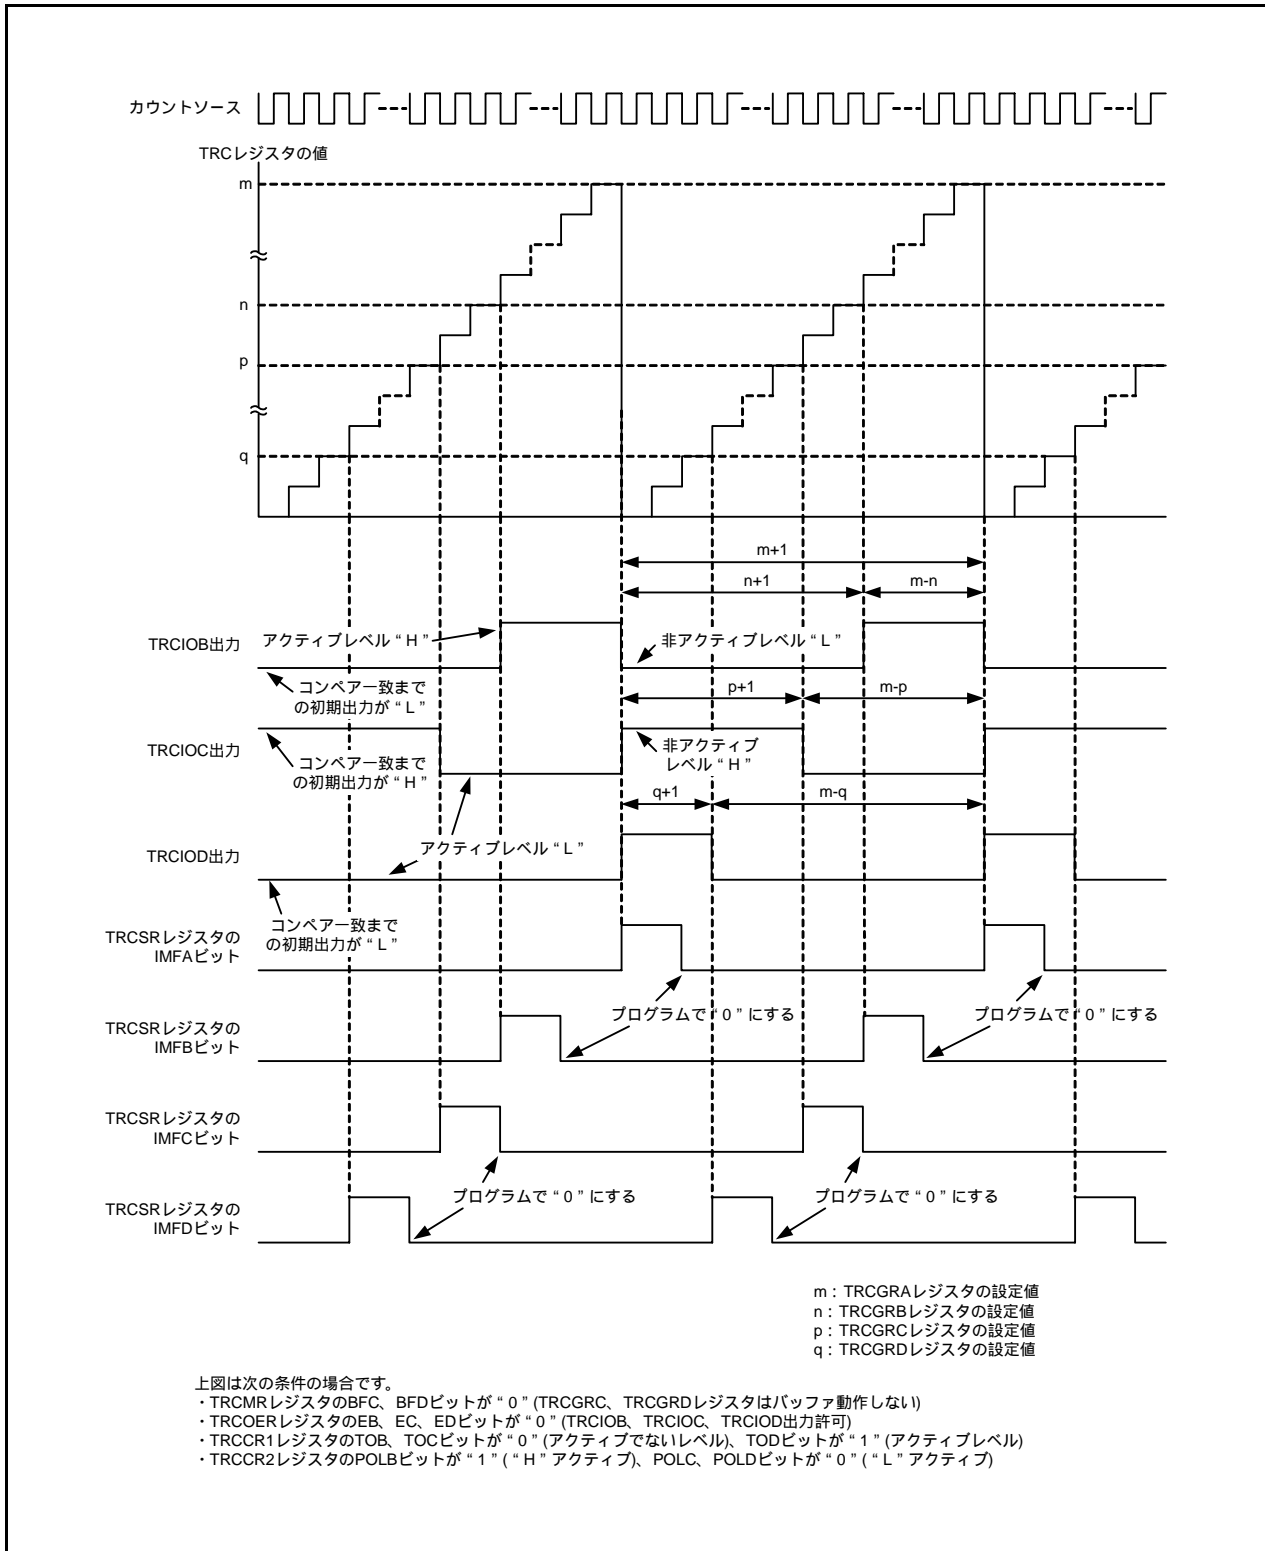 カウントソース
TRCレジスタの値
m
n
p
q
m+1
n+1
m-n
アクティブレベル“ H ”
非アクティブレベル“ L ”
TRCIOB出力
コンペア一致まで
の初期出力が“ L ”
p+1
m-p
TRCIOC出力
コンペア一致まで
の初期出力が“ H ”
非アクティブ
レベル“ H ”
q+1
m-q
アクティブレベル“ L ”
TRCIOD出力
コンペア一致まで
の初期出力が“ L ”
TRCSRレジスタの
IMFAビット
プログラムで“ 0 ”にする
プログラムで“ 0 ”にする
TRCSRレジスタの
IMFBビット
TRCSRレジスタの
IMFCビット
プログラムで“ 0 ”にする
プログラムで“ 0 ”にする
TRCSRレジスタの
IMFDビット
m : TRCGRAレジスタの設定値
n : TRCGRBレジスタの設定値
p : TRCGRCレジスタの設定値
q : TRCGRDレジスタの設定値
上図は次の条件の場合です。
・TRCMRレジスタのBFC、BFDビットが“ 0 ” (TRCGRC、TRCGRDレジスタはバッファ動作しない)
・TRCOERレジスタのEB、EC、EDビットが“ 0 ” (TRCIOB、TRCIOC、TRCIOD出力許可)
・TRCCR1レジスタのTOB、TOCビットが“ 0 ” (アクティブでないレベル)、TODビットが“ 1 ” (アクティブレベル)
・TRCCR2レジスタのPOLBビットが“ 1 ” ( “ H ” アクティブ)、POLC、POLDビットが“ 0 ” ( “ L ” アクティブ)